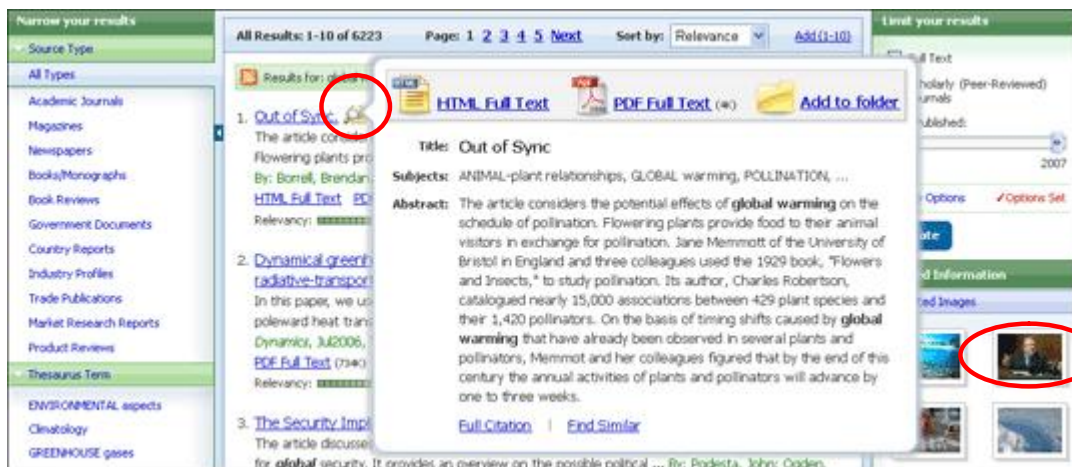 Narrow your results
Source Type
All Types
Academic Journals
Magazines
Newspapers
Books/Monographs
Book Reviews
Government Documents
Country Reports
Industry Profiles
Trade Publications
Market Research Reports
Product Reviews
Thesaurus Term
ENVIRONMENTAL aspects
Climatology
GREENHOUSE gases
All Results: 1-10 of 6223 Page: 1 2 3 4 5 Next Sort by: Relevance Add (1-10)
Results for:
1. Out of Sync.
The article
Flowering plants
By: Borrell, Brendan
HTML Full Text
Relevancy:
2. Dynamical
radiative-transport
In this paper, we
poleward heat
Dynamics, Jul2006,
PDF Full Text
Relevancy:
3. The Security
The article
for global security. It provides an overview on the possible political ... By: Podesta, John; Ogden,
HTML Full Text PDF Full Text Add to folder
Title: Out of Sync
Subjects: ANIMAL-plant relationships, GLOBAL warming, POLLINATION, ...
Abstract: The article considers the potential effects of global warming on the
schedule of pollination. Flowering plants provide food to their animal
visitors in exchange for pollination. Jane Memmott of the University of
Bristol in England and three colleagues used the 1929 book, "Flowers
and Insects," to study pollination. Its author, Charles Robertson,
catalogued nearly 15,000 associations between 429 plant species and
their 1,420 pollinators. On the basis of timing shifts caused by global
warming that have already been observed in several plants and
pollinators, Memmot and her colleagues figured that by the end of this
century the annual activities of plants and pollinators will advance by
one to three weeks.
Full Citation | Find Similar
Limit your results
Text
(Peer-Reviewed)
2007
Options Options Set
Information
Images